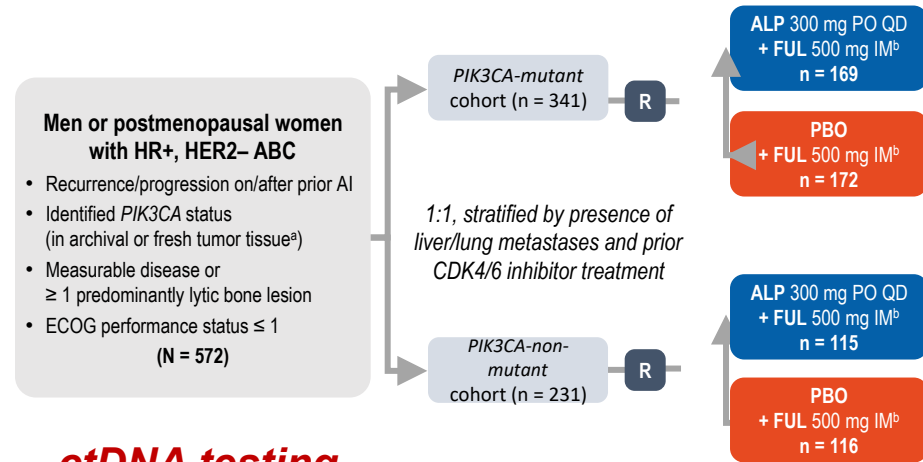 Men or postmenopausal women
with HR+, HER2– ABC
• Recurrence/progression on/after prior AI
• Identified PIK3CA status
(in archival or fresh tumor tissueᵃ)
• Measurable disease or
≥ 1 predominantly lytic bone lesion
• ECOG performance status ≤ 1
(N = 572)
PIK3CA-mutant
cohort (n = 341)
R
ALP 300 mg PO QD
+ FUL 500 mg IMᵇ
n = 169
PBO
+ FUL 500 mg IMᵇ
n = 172
1:1, stratified by presence of
liver/lung metastases and prior
CDK4/6 inhibitor treatment
PIK3CA-non-
mutant
cohort (n = 231)
R
ALP 300 mg PO QD
+ FUL 500 mg IMᵇ
n = 115
PBO
+ FUL 500 mg IMᵇ
n = 116
ctDNA testing